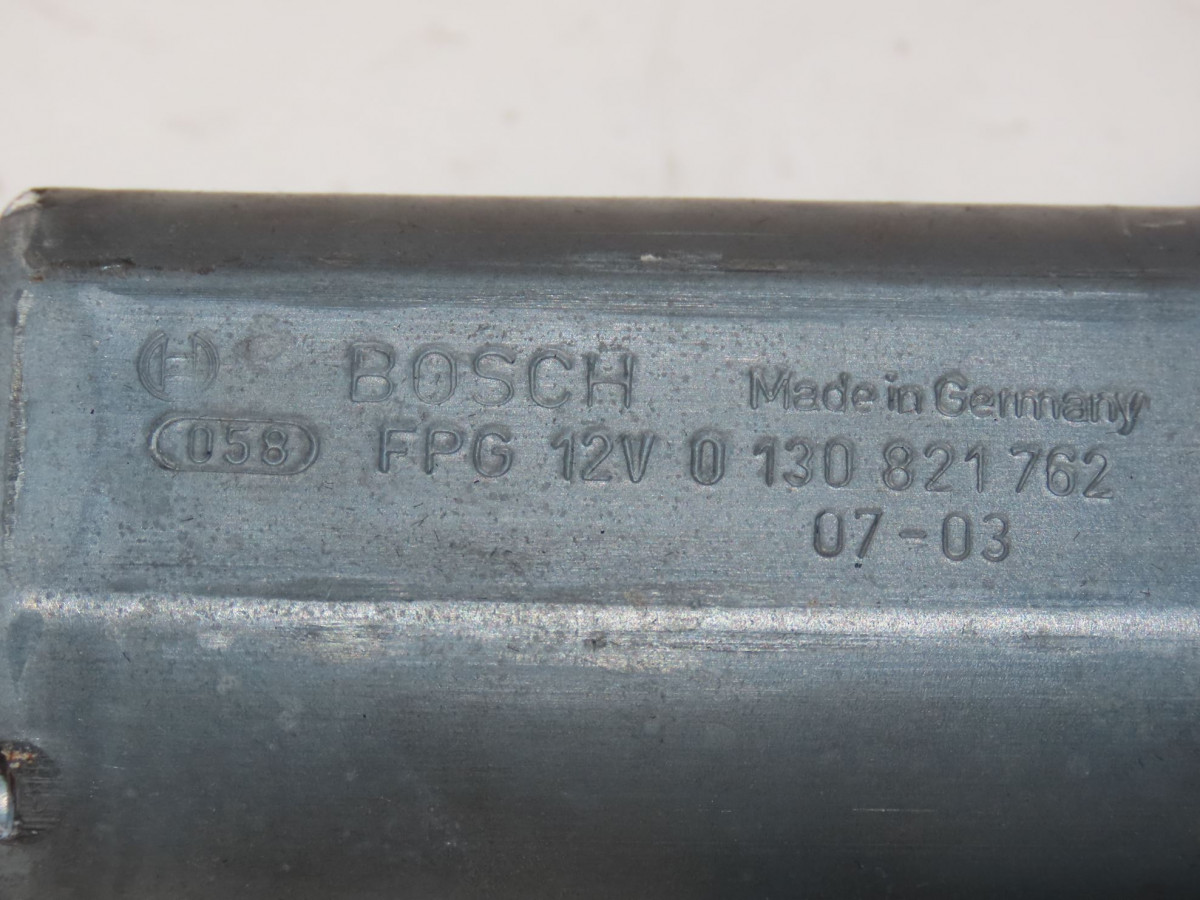 BOSCH Made in Germany
058 FPG 12V 0 130 821 762
07-03